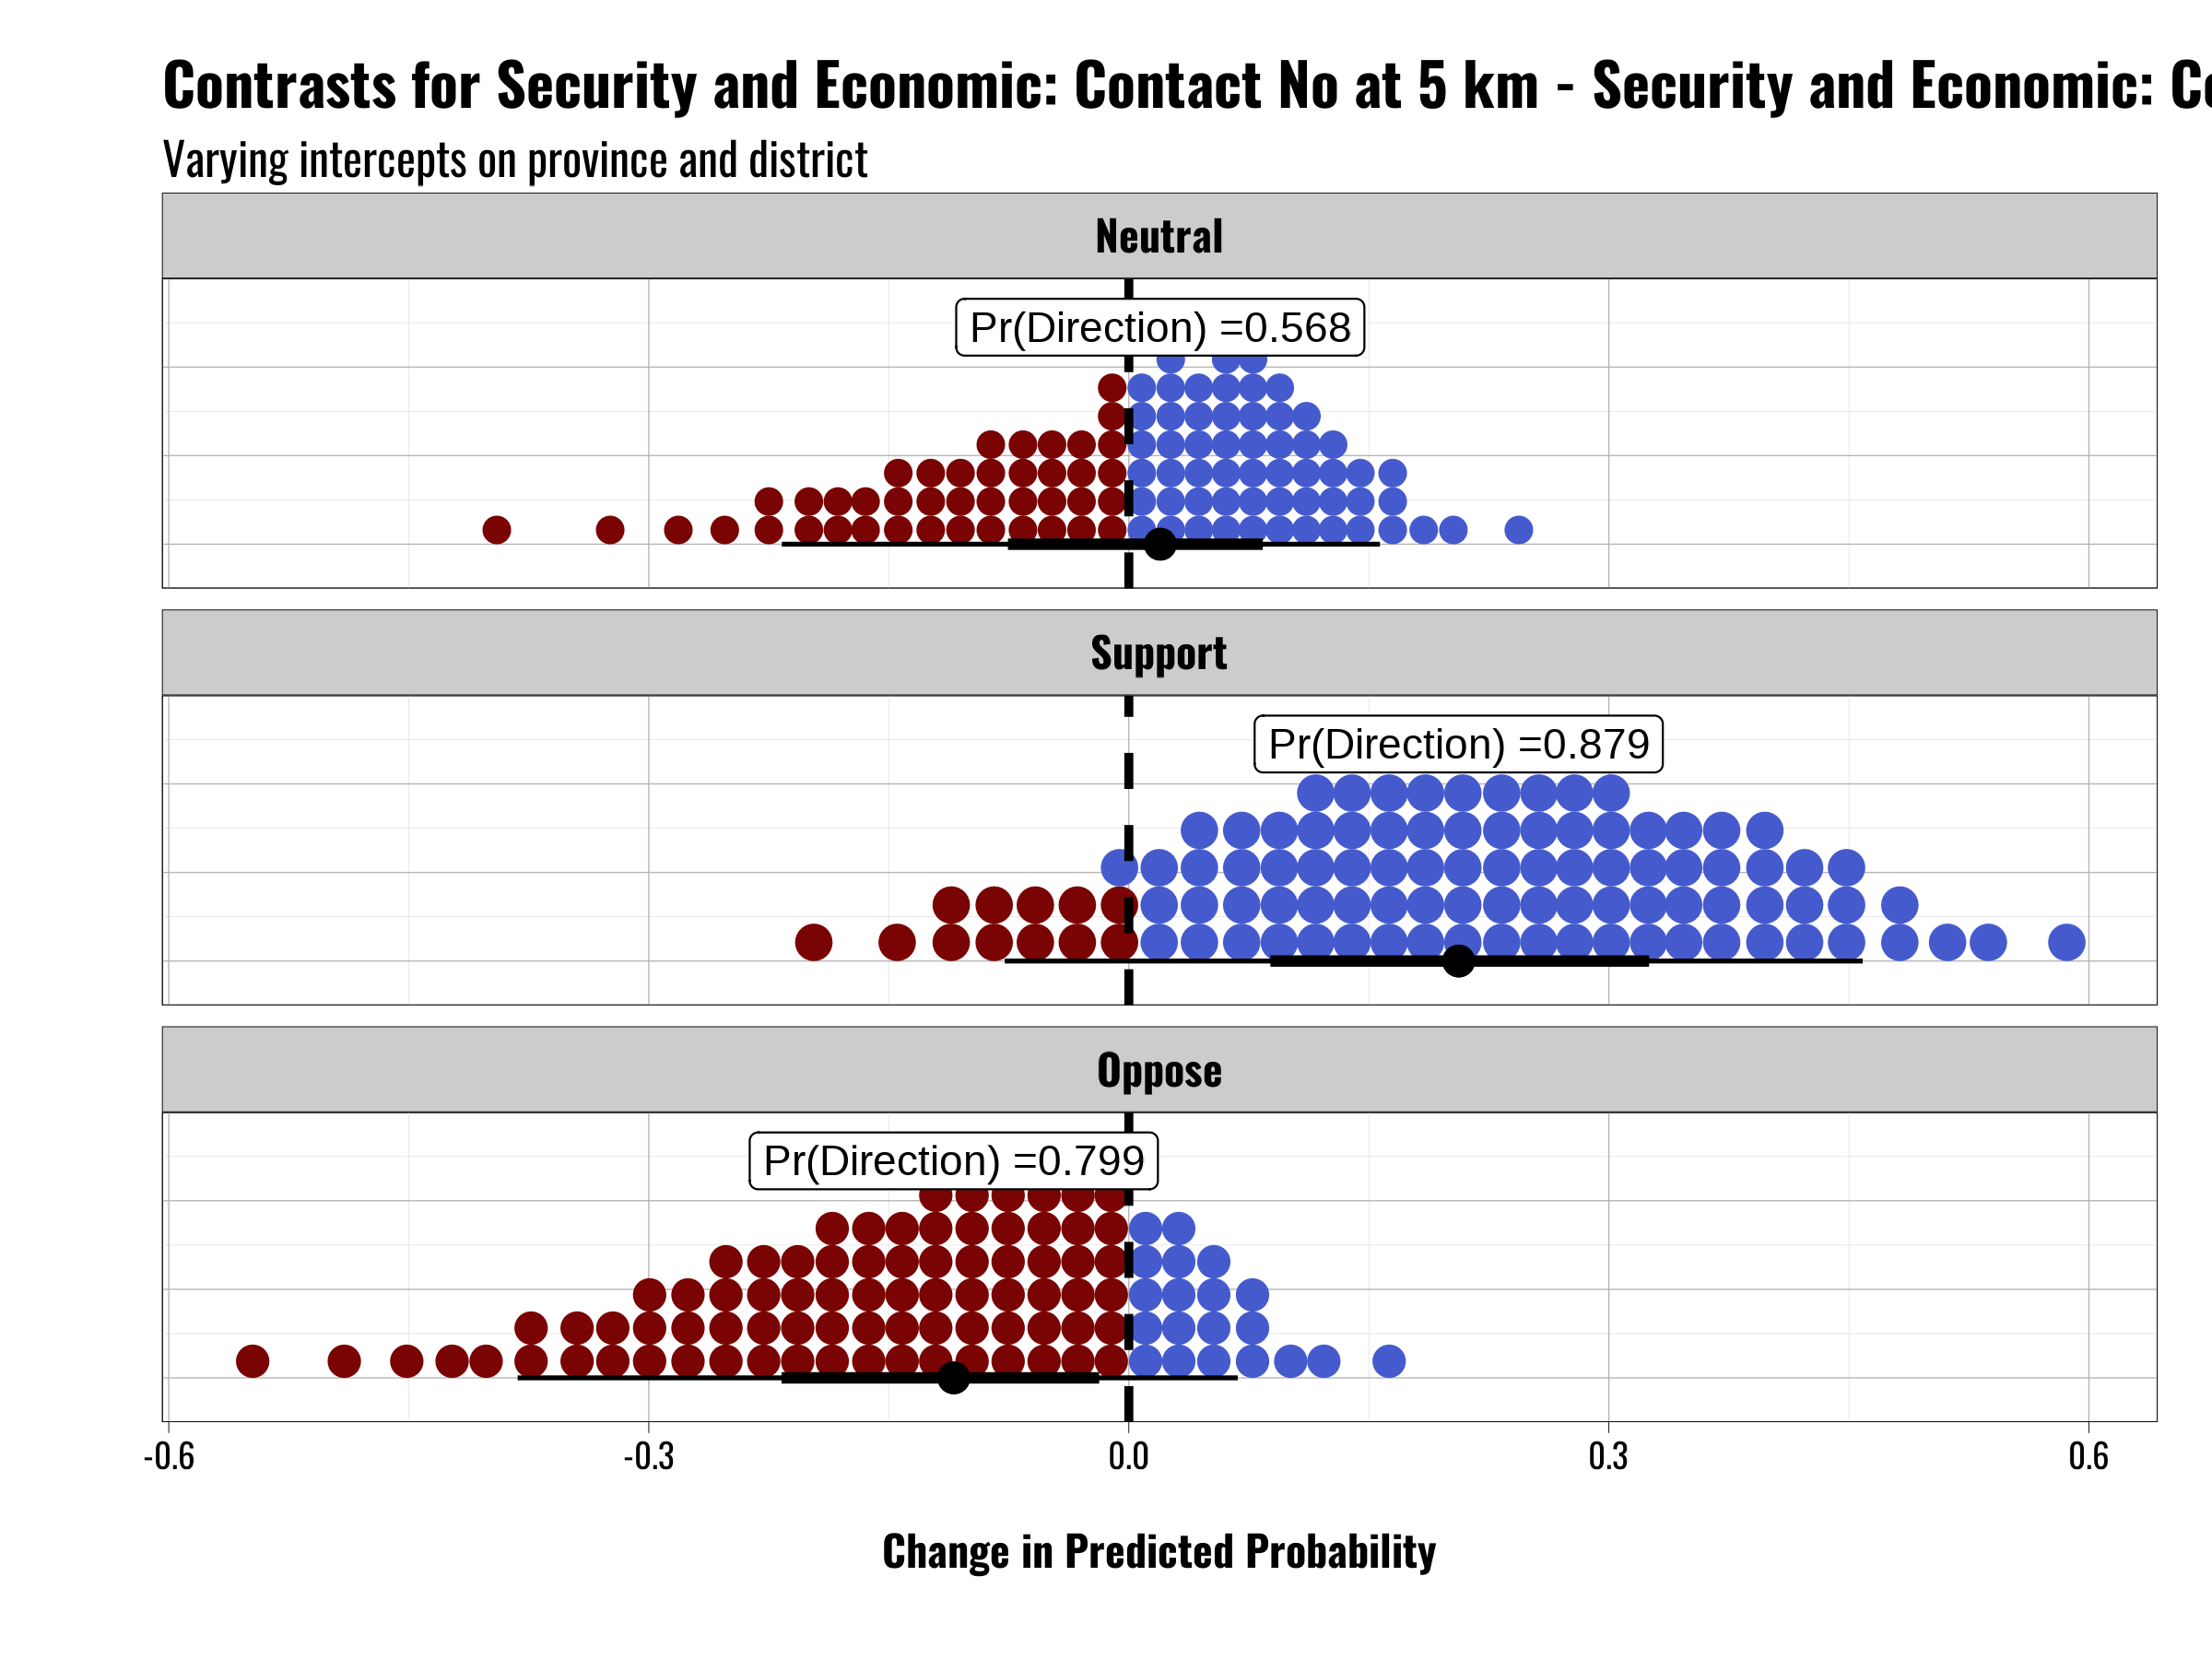 Contrasts for Security and Economic: Contact No at 5 km - Security and Economic:
Varying intercepts on province and district
Neutral
Pr(Direction) =0.568
Support
Pr(Direction) =0.879
Oppose
Pr(Direction) =0.799
-0.6 -0.3 0.0 0.3 0.6
Change in Predicted Probability